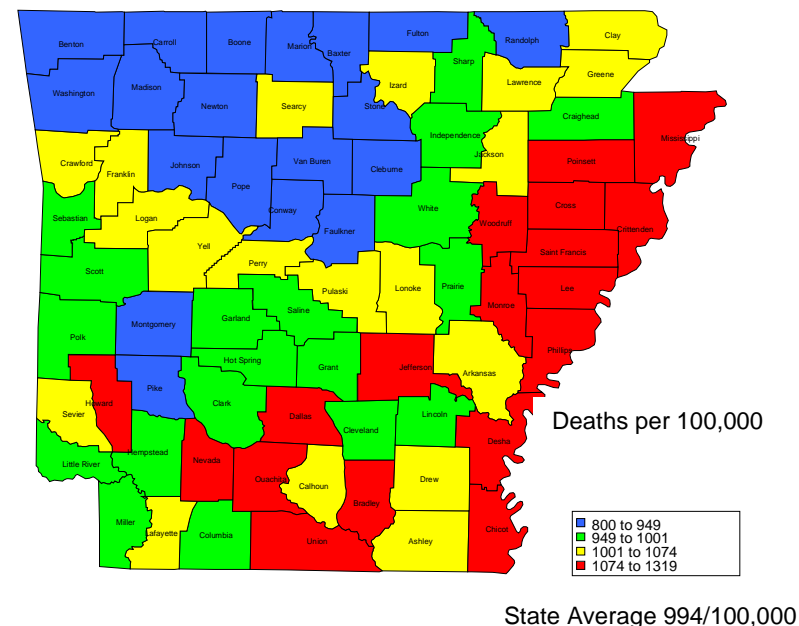 Benton
Carroll
Boone
Marion
Baxter
Fulton
Randolph
Clay
Sharp
Izard
Lawrence
Greene
Washington
Madison
Newton
Searcy
Stone
Independence
Craighead
Mississippi
Jackson
Poinsett
Crawford
Franklin
Johnson
Van Buren
Cleburne
Pope
Conway
Faulkner
White
Woodruff
Cross
Crittenden
Sebastian
Logan
Yell
Perry
Saint Francis
Scott
Pulaski
Lonoke
Prairie
Lee
Monroe
Polk
Montgomery
Garland
Saline
Hot Spring
Grant
Jefferson
Arkansas
Phillips
Sevier
Howard
Pike
Clark
Dallas
Cleveland
Lincoln
Desha
Deaths per 100,000
Little River
Hempstead
Nevada
Ouachita
Calhoun
Bradley
Drew
Miller
Lafayette
Columbia
Union
Ashley
Chicot
800 to 949
949 to 1001
1001 to 1074
1074 to 1319
State Average 994/100,000